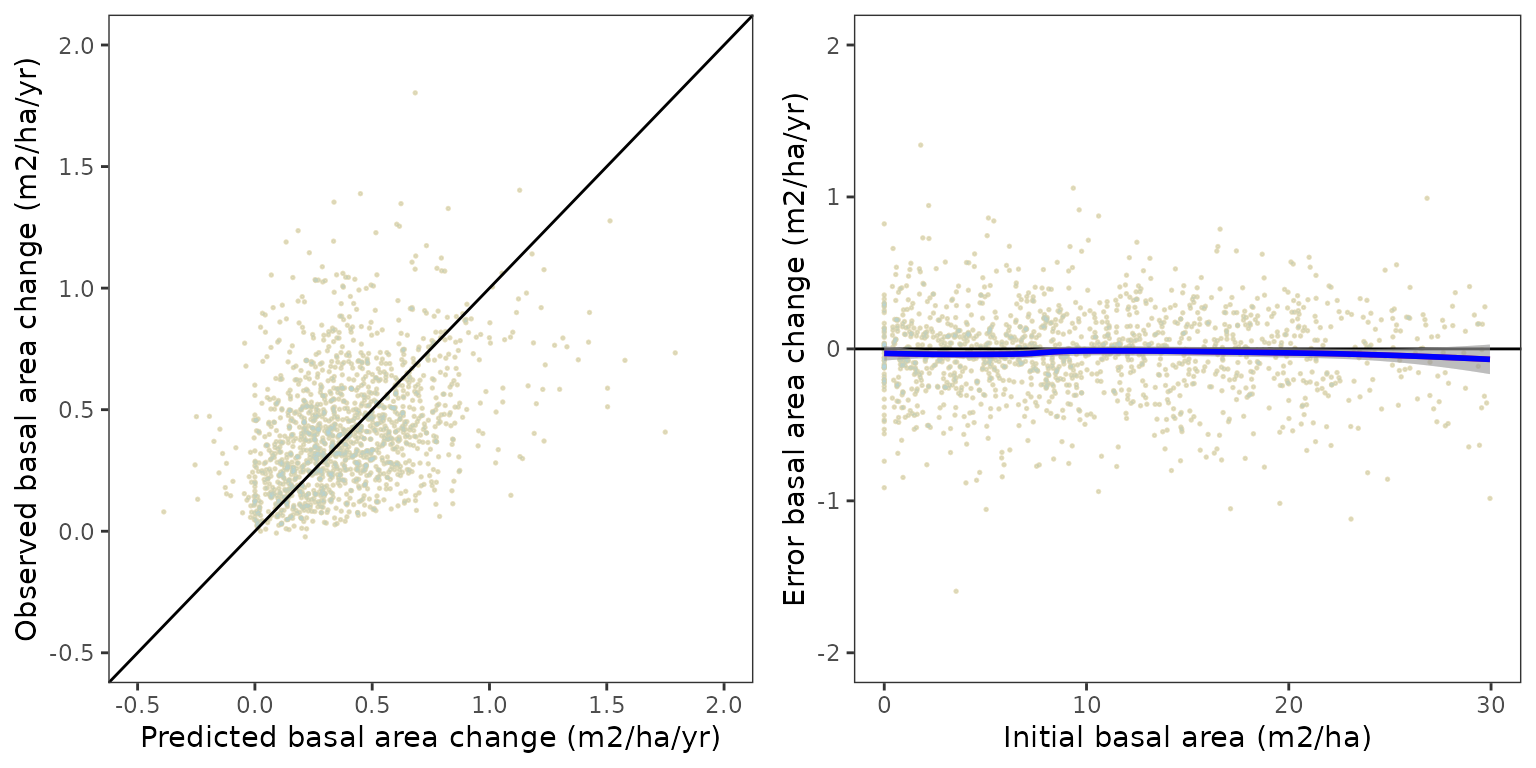 Observed basal area change (m2/ha/yr)
2.0
1.5
1.0
0.5
0.0
-0.5
-0.5 0.0 0.5 1.0 1.5 2.0
Predicted basal area change (m2/ha/yr)
Error basal area change (m2/ha/yr)
2
1
0
-1
-2
0 10 20 30
Initial basal area (m2/ha)